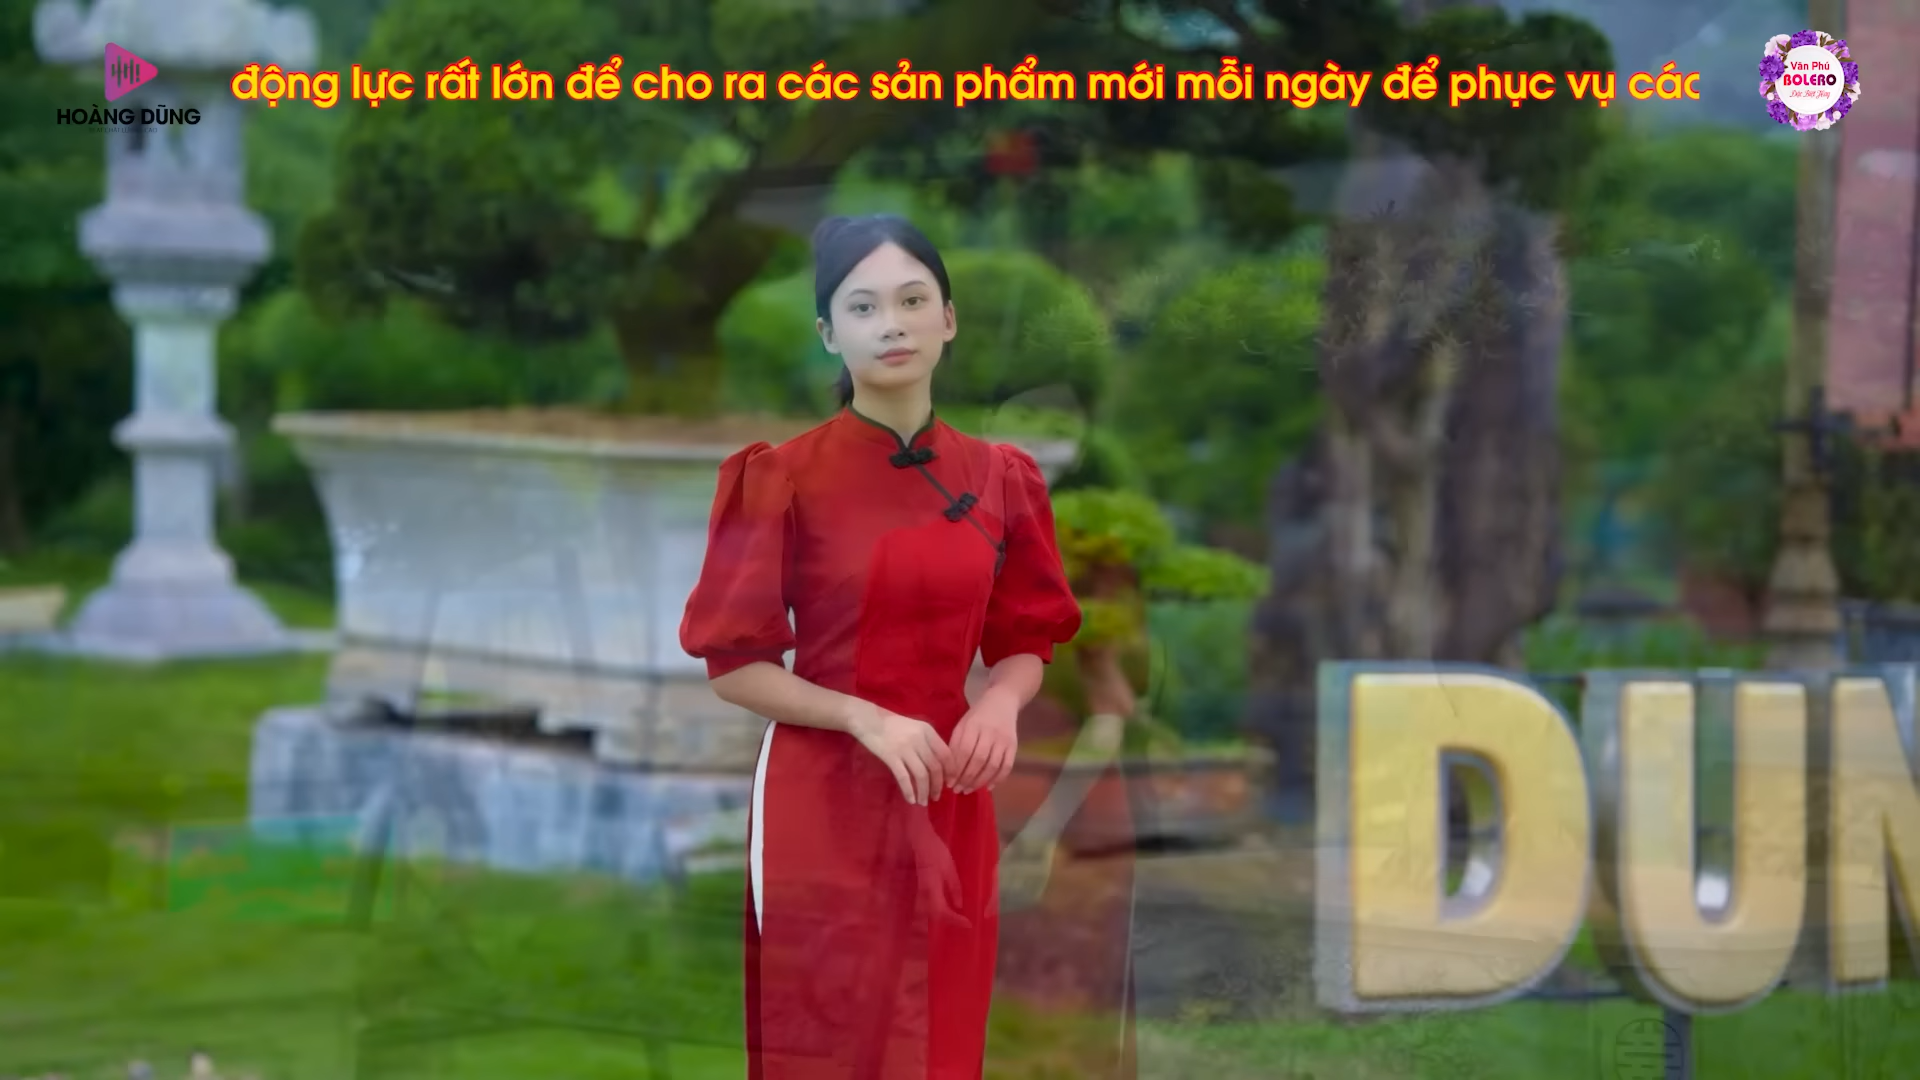 động lực rất lớn để cho ra các sản phẩm mới mỗi ngày để phục vụ các
HOÀNG DŨNG
Văn Phú
BOLERO
DUN